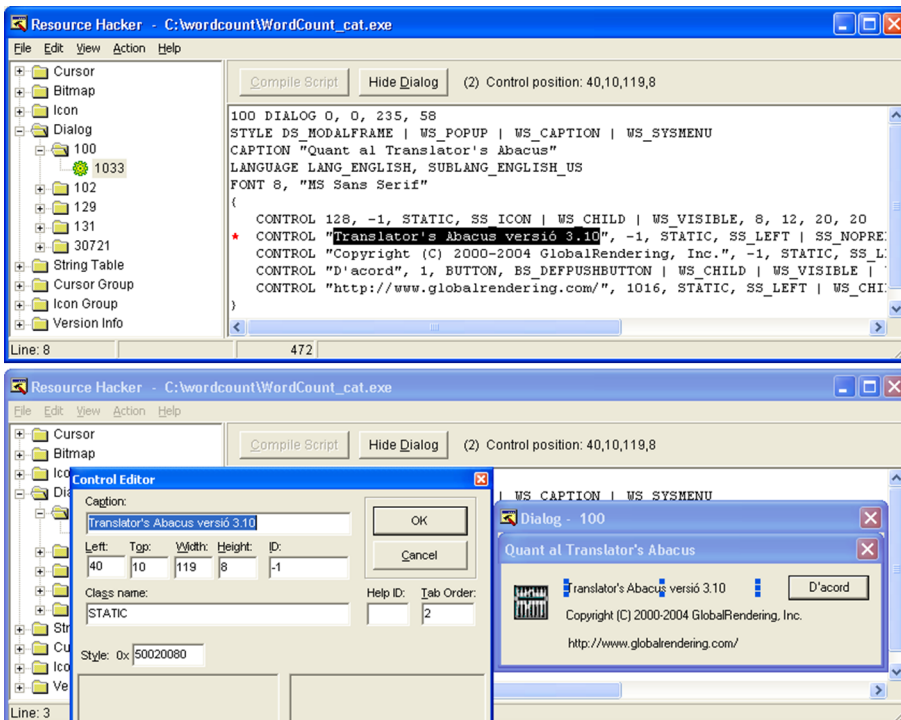 Resource Hacker - C:\wordcount\WordCount_cat.exe
File Edit View Action Help
Cursor
Bitmap
Icon
Dialog
100
1033
102
129
131
30721
String Table
Cursor Group
Icon Group
Version Info
Compile Script Hide Dialog (2) Control position: 40,10,119,8
100 DIALOG 0, 0, 235, 58
STYLE DS_MODALFRAME | WS_POPUP | WS_CAPTION | WS_SYSMENU
CAPTION "Quant al Translator's Abacus"
LANGUAGE LANG_ENGLISH, SUBLANG_ENGLISH_US
FONT 8, "MS Sans Serif"
{
CONTROL 128, -1, STATIC, SS_ICON | WS_CHILD | WS_VISIBLE, 8, 12, 20, 20
* CONTROL "Translator's Abacus versió 3.10", -1, STATIC, SS_LEFT | SS_NOPRE
CONTROL "Copyright (C) 2000-2004 GlobalRendering, Inc.", -1, STATIC, SS_L
CONTROL "D'acord", 1, BUTTON, BS_DEFPUSHBUTTON | WS_CHILD | WS_VISIBLE |
CONTROL "http://www.globalrendering.com/", 1016, STATIC, SS_LEFT | WS_CHI
}
Line: 8 472
Resource Hacker - C:\wordcount\WordCount_cat.exe
File Edit View Action Help
Cursor
Bitmap
Ico
Dia
Str
Cu
Ico
Ve
Compile Script Hide Dialog (2) Control position: 40,10,119,8
| WS_CAPTION | WS_SYSMENU
Control Editor
Caption:
Translator's Abacus versió 3.10
OK
Left: Top: Width: Height: ID:
40 10 119 8 -1
Cancel
Class name: Help ID: Tab Order:
STATIC 2
Style: 0x 50020080
Dialog - 100
Quant al Translator's Abacus
Translator's Abacus versió 3.10 D'acord
Copyright (C) 2000-2004 GlobalRendering, Inc.
http://www.globalrendering.com/
Line: 3